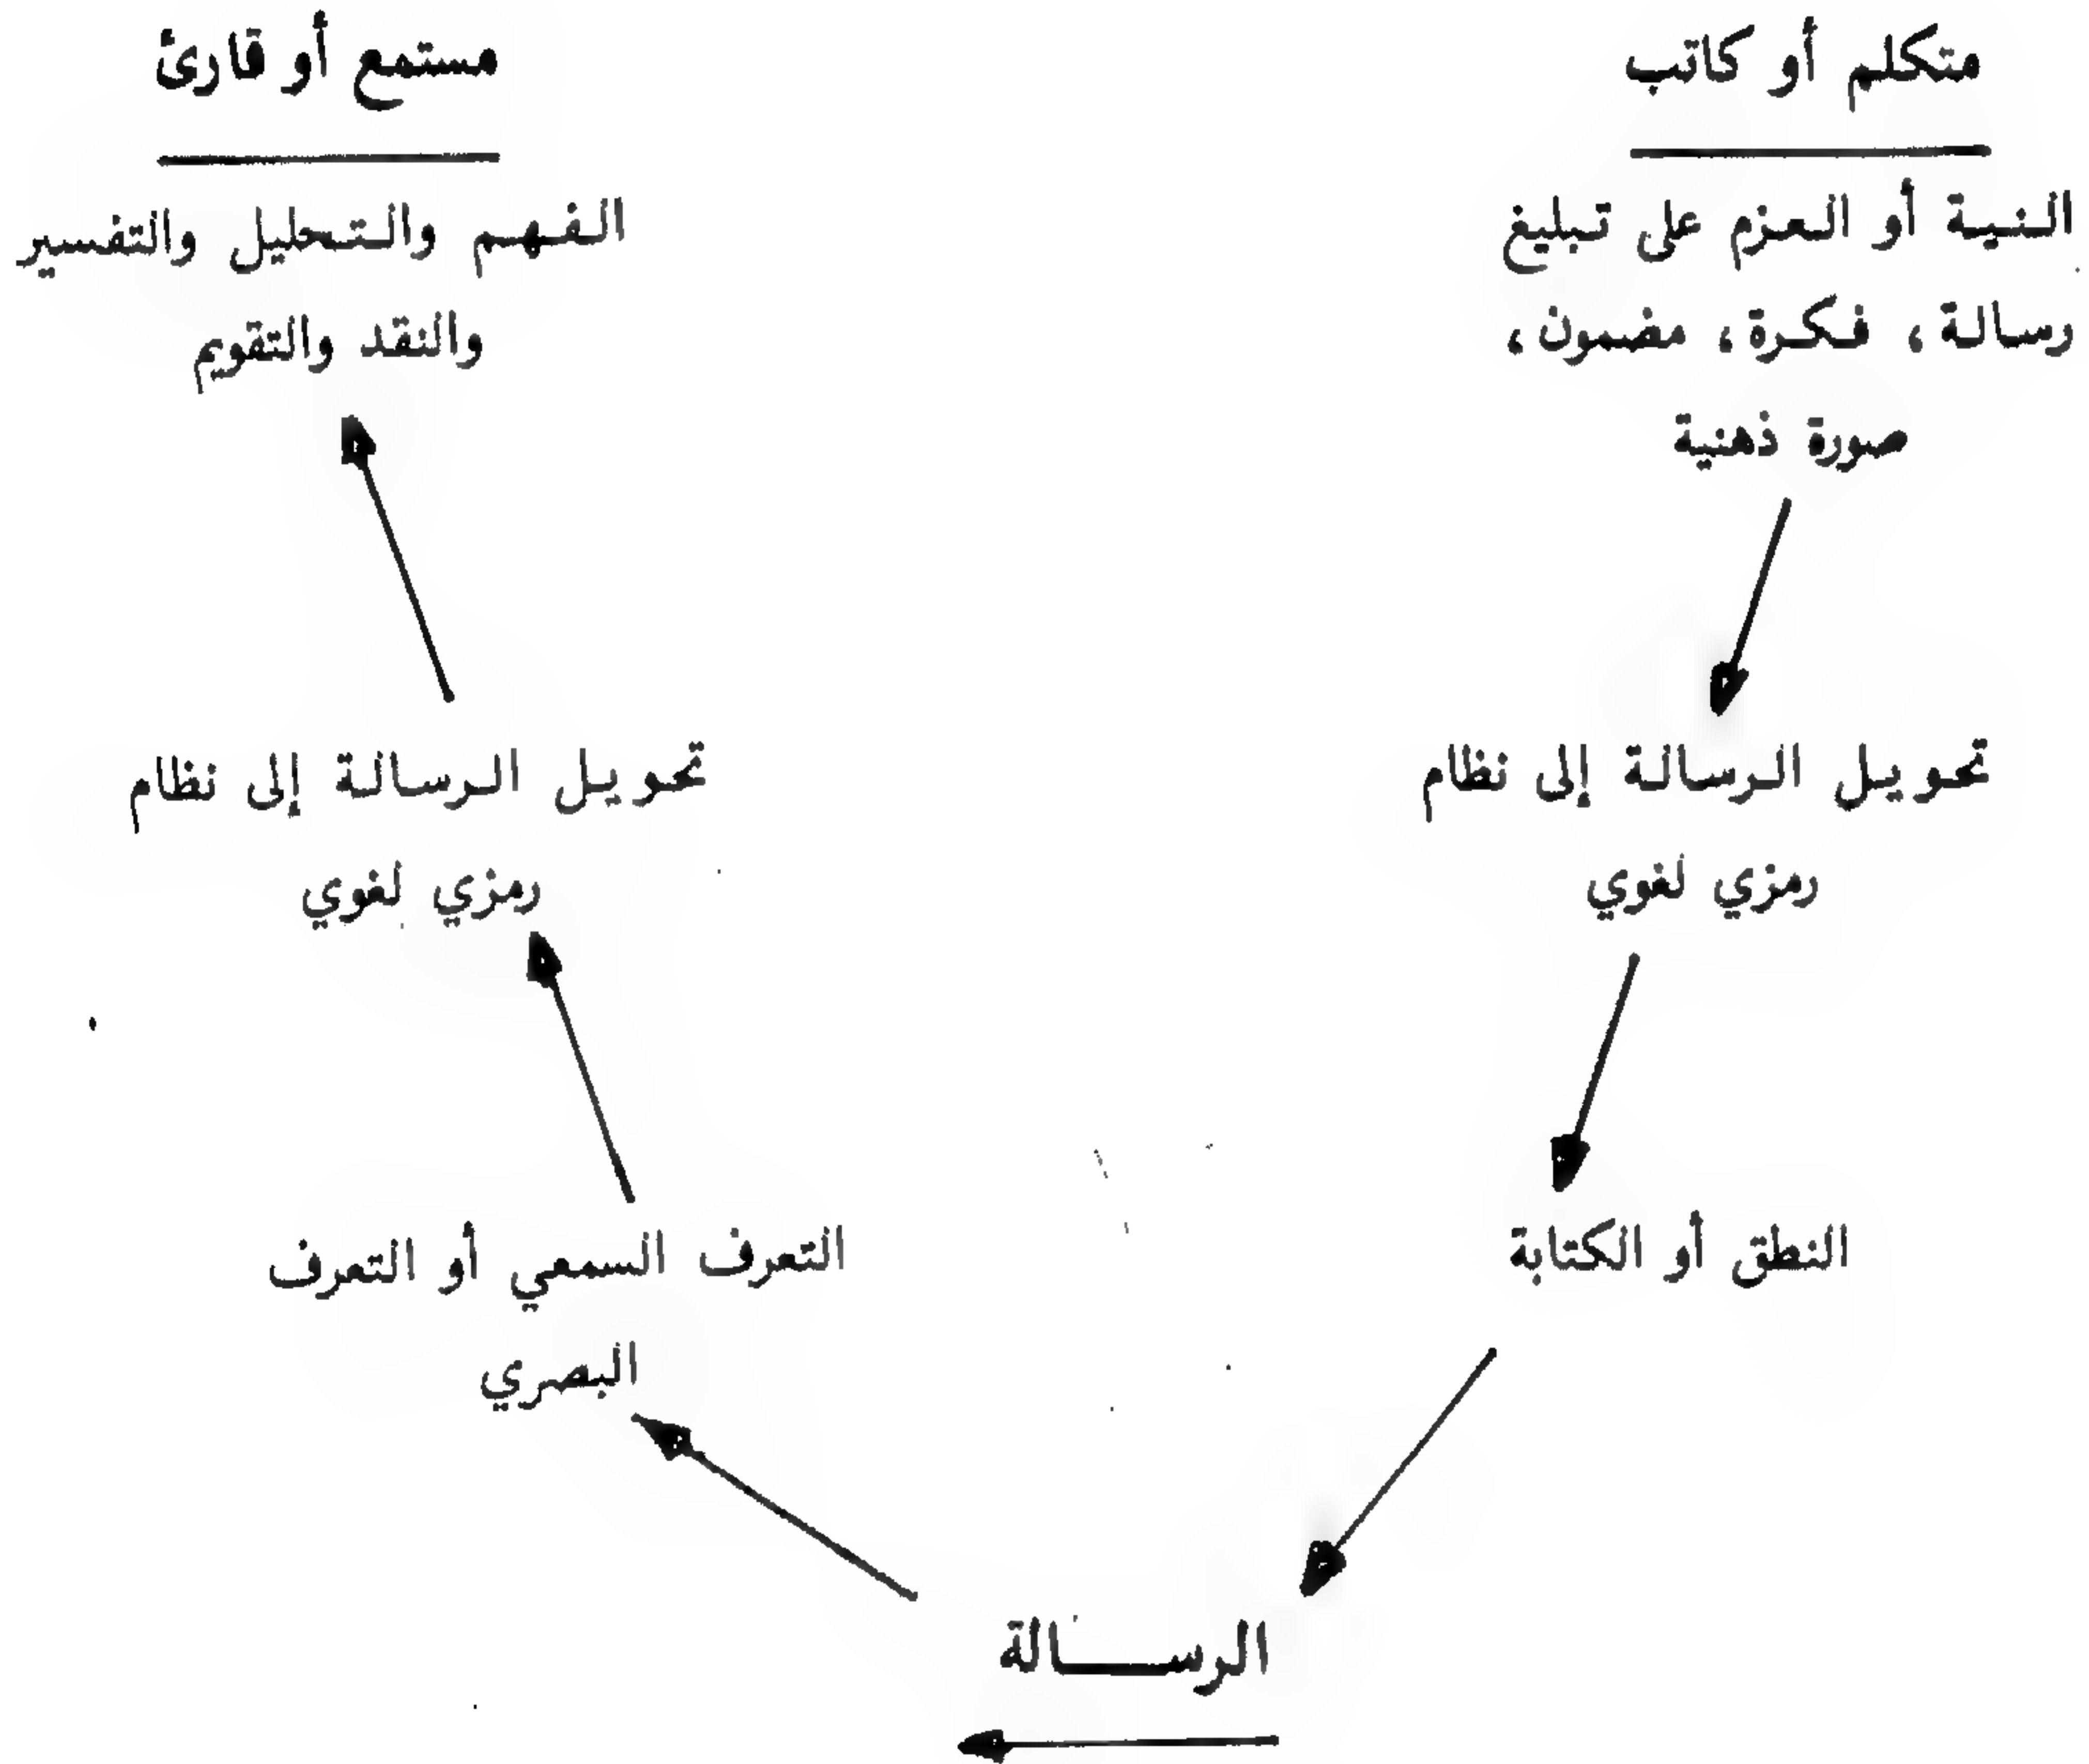 متكلم أو كاتب
النية أو العزم على تبليغ
رسالة، فكرة، مضمون،
صورة ذهنية
تحويل الرسالة إلى نظام
رمزي لغوي
النطق أو الكتابة
الرسالة
التعرف السمعي أو التعرف
البصري
تحويل الرسالة إلى نظام
رمزي لغوي
مستمع أو قارئ
الفهم والتحليل والتفسير
والنقد والتقويم